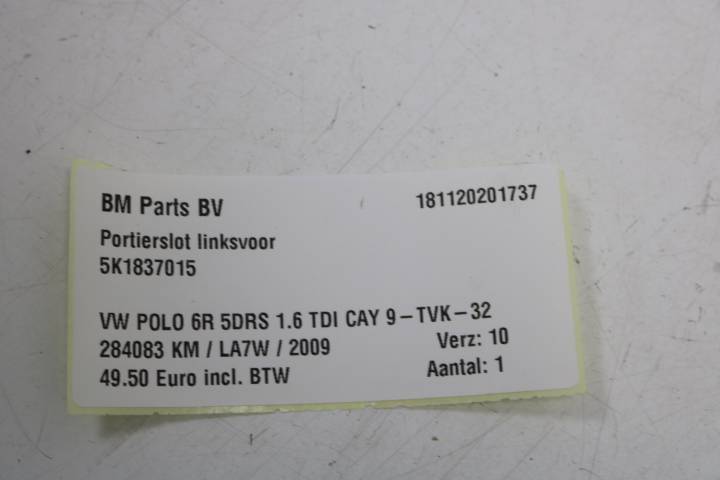 BM Parts BV 181120201737
Portierslot linksvoor
5K1837015
VW POLO 6R 5DRS 1.6 TDI CAY 9-TVK-32
284083 KM / LA7W / 2009 Verz: 10
49.50 Euro incl. BTW Aantal: 1